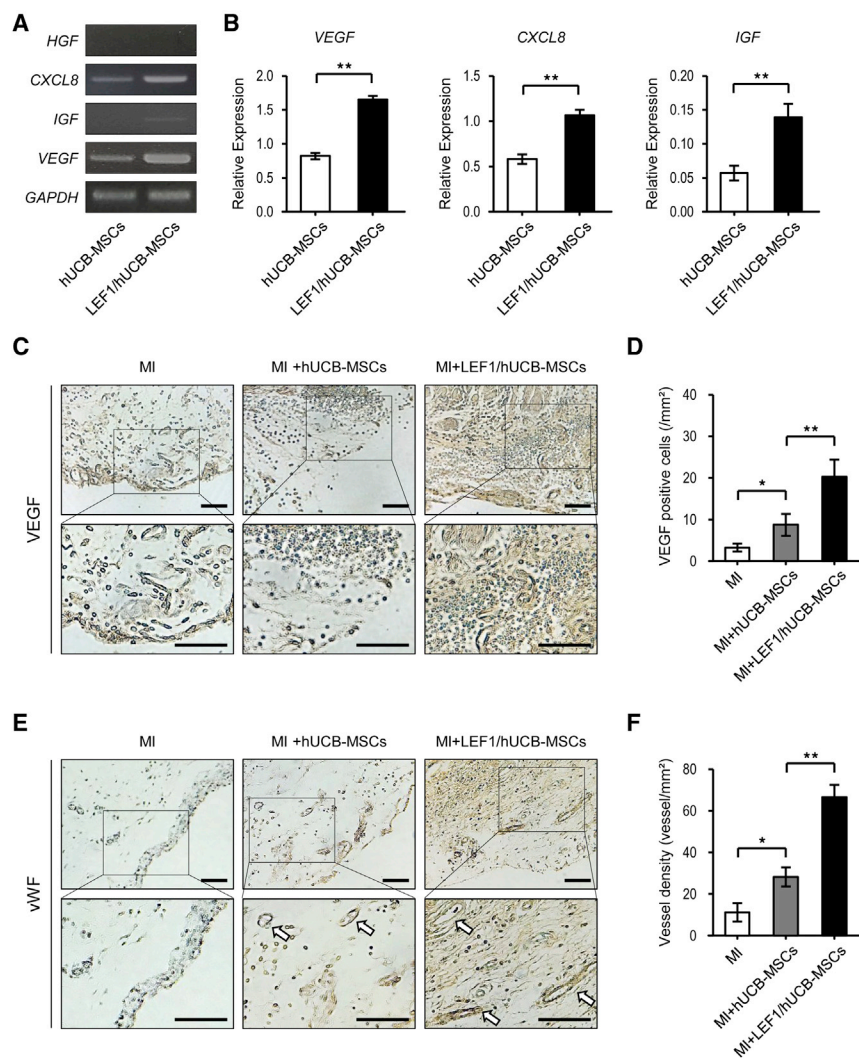 A
HGF
CXCL8
IGF
VEGF
GAPDH
hUCB-MSCs
LEF1/hUCB-MSCs
B
VEGF
**
Relative Expression
2.0
1.5
1.0
0.5
0.0
hUCB-MSCs
LEF1/hUCB-MSCs
CXCL8
**
Relative Expression
1.5
1.0
0.5
0.0
hUCB-MSCs
LEF1/hUCB-MSCs
IGF
**
Relative Expression
0.20
0.15
0.10
0.05
0.00
hUCB-MSCs
LEF1/hUCB-MSCs
C
MI
MI +hUCB-MSCs
MI+LEF1/hUCB-MSCs
VEGF
D
VEGF positive cells (/mm²)
40
30
20
10
0
*
**
MI
MI+hUCB-MSCs
MI+LEF1/hUCB-MSCs
E
MI
MI +hUCB-MSCs
MI+LEF1/hUCB-MSCs
vWF
F
Vessel density (vessel/mm²)
80
60
40
20
0
*
**
MI
MI+hUCB-MSCs
MI+LEF1/hUCB-MSCs